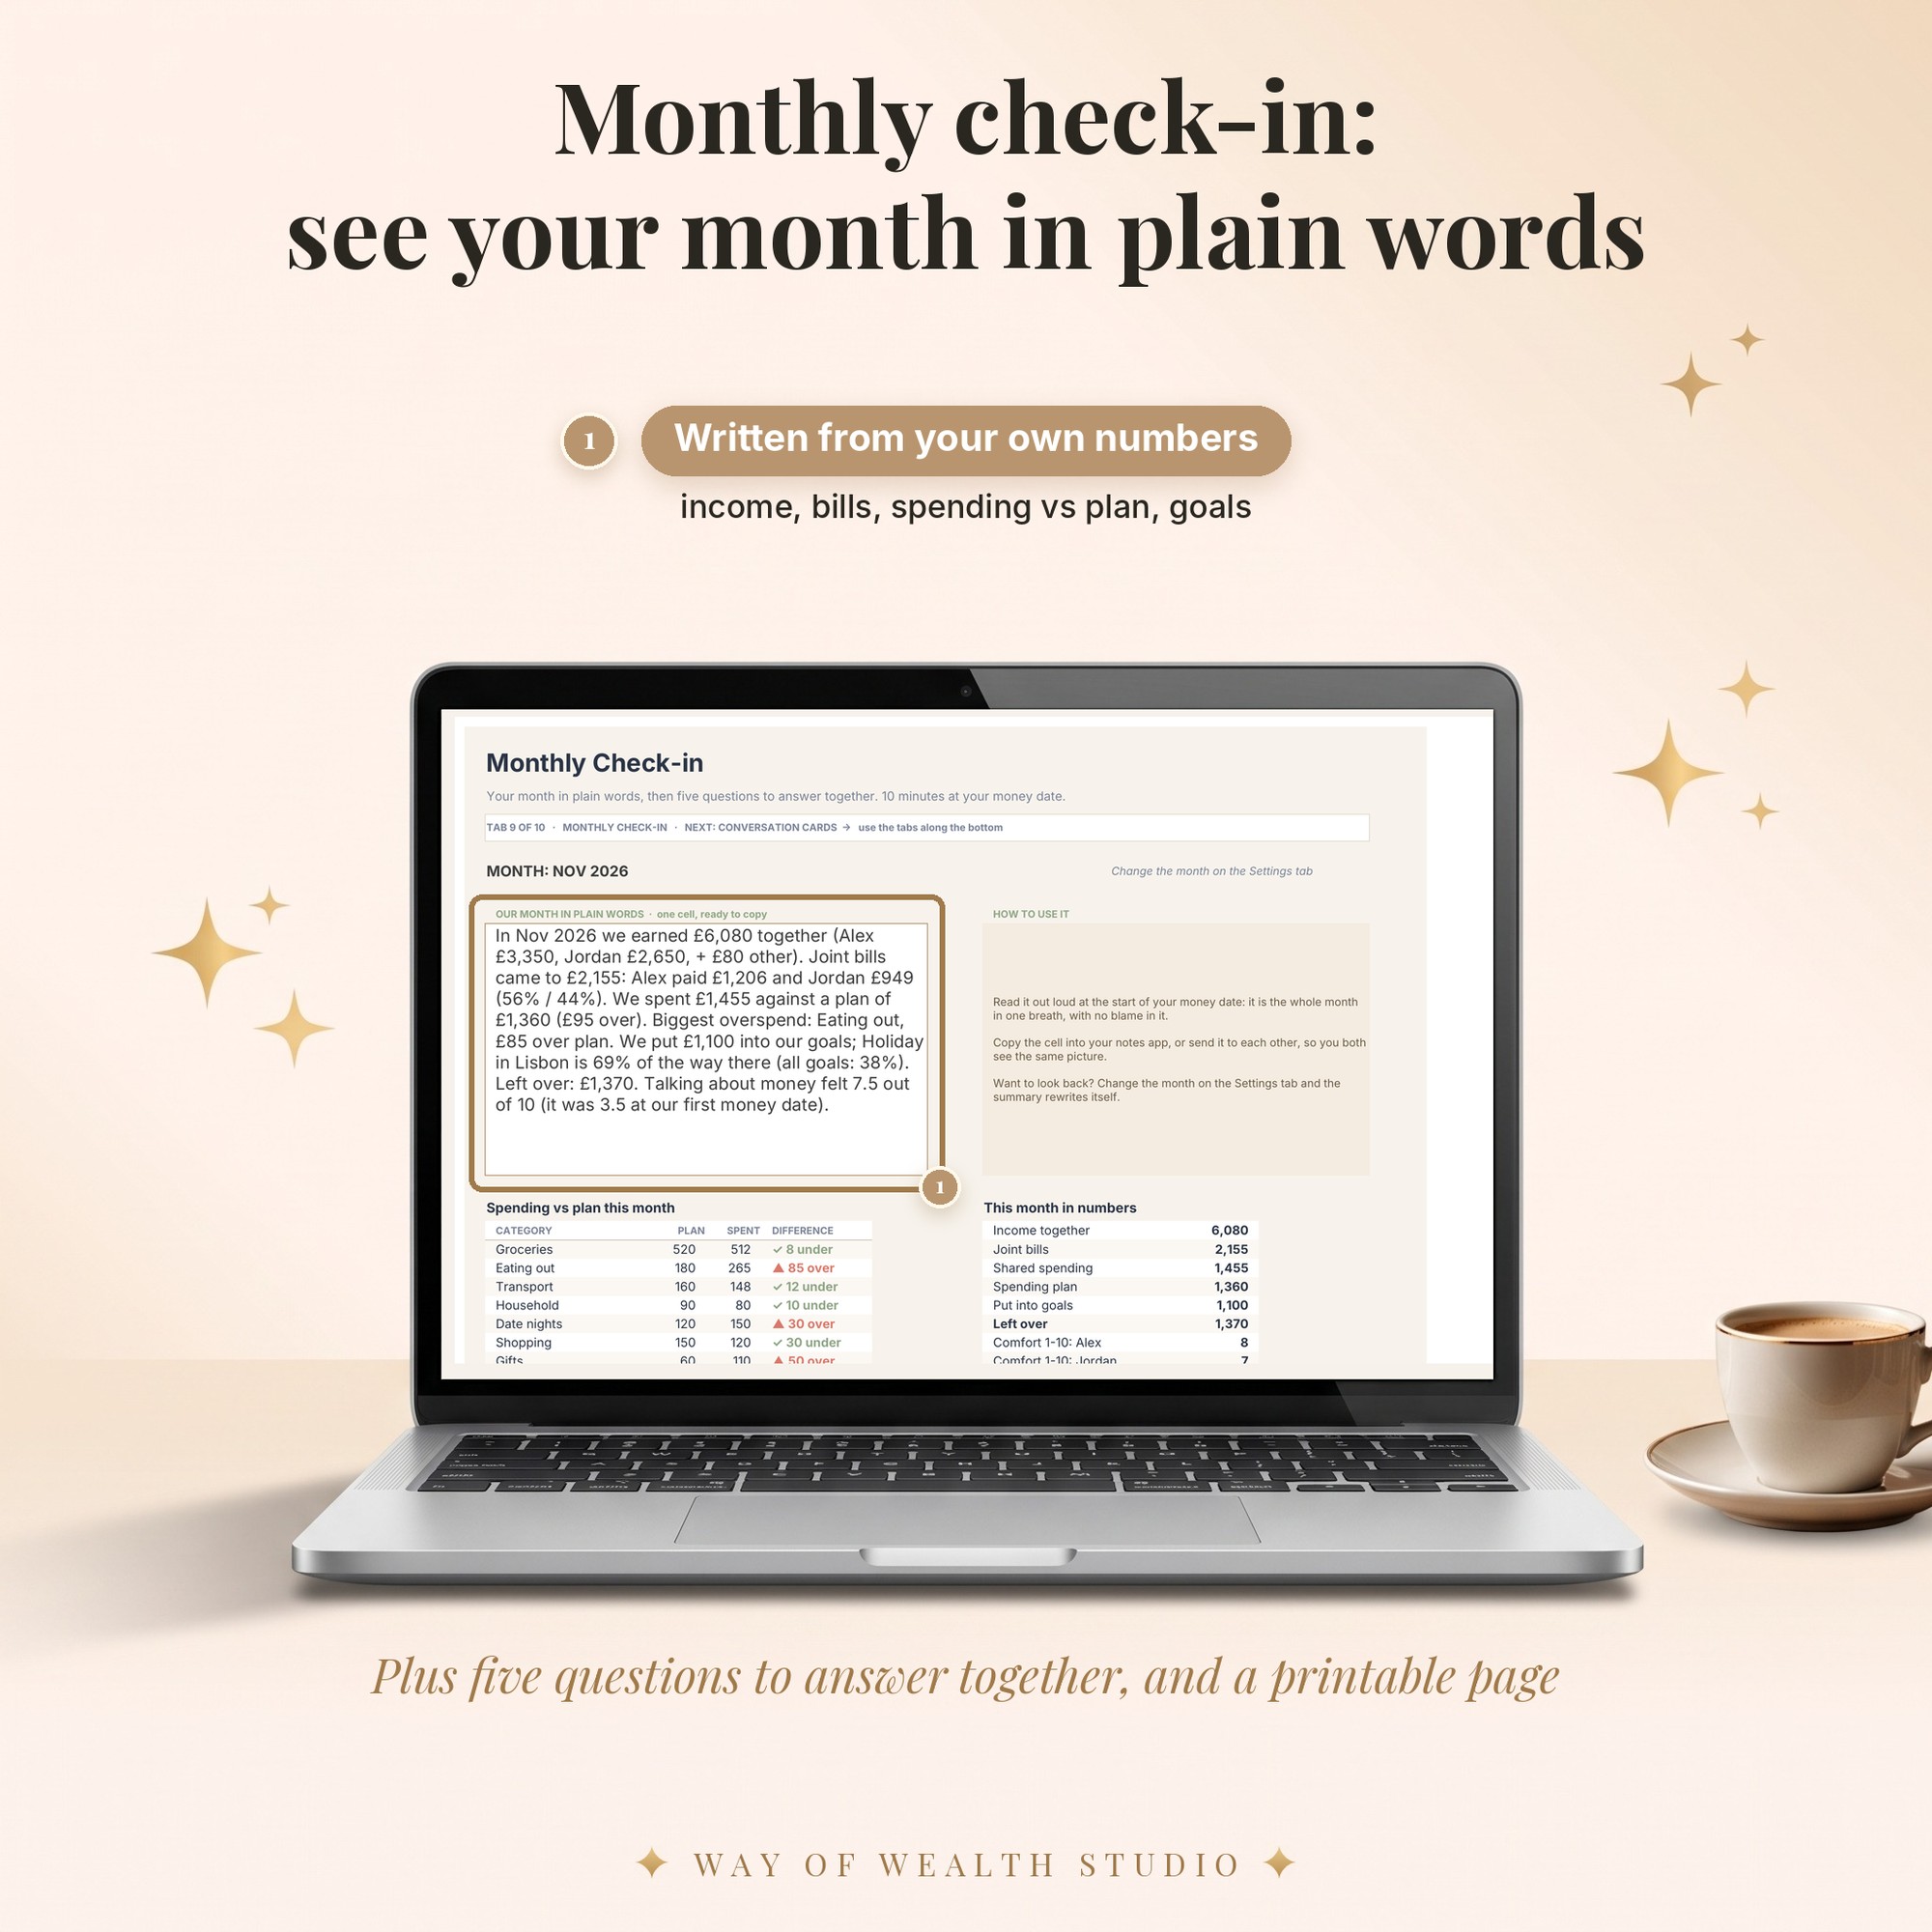 Monthly check-in:
see your month in plain words
1 Written from your own numbers
income, bills, spending vs plan, goals
Monthly Check-in
Your month in plain words, then five questions to answer together. 10 minutes at your money date.
TAB 9 OF 10 · MONTHLY CHECK-IN · NEXT: CONVERSATION CARDS → use the tabs along the bottom
MONTH: NOV 2026
Change the month on the Settings tab
OUR MONTH IN PLAIN WORDS · one cell, ready to copy
In Nov 2026 we earned £6,080 together (Alex
£3,350, Jordan £2,650, + £80 other). Joint bills
came to £2,155: Alex paid £1,206 and Jordan £949
(56% / 44%). We spent £1,455 against a plan of
£1,360 (£95 over). Biggest overspend: Eating out,
£85 over plan. We put £1,100 into our goals; Holiday
in Lisbon is 69% of the way there (all goals: 38%).
Left over: £1,370. Talking about money felt 7.5 out
of 10 (it was 3.5 at our first money date).
1
HOW TO USE IT
Read it out loud at the start of your money date: it is the whole month
in one breath, with no blame in it.
Copy the cell into your notes app, or send it to each other, so you both
see the same picture.
Want to look back? Change the month on the Settings tab and the
summary rewrites itself.
Spending vs plan this month
CATEGORY PLAN SPENT DIFFERENCE
Groceries 520 512 ✓ 8 under
Eating out 180 265 ▲ 85 over
Transport 160 148 ✓ 12 under
Household 90 80 ✓ 10 under
Date nights 120 150 ▲ 30 over
Shopping 150 120 ✓ 30 under
Gifts 60 110 ▲ 50 over
This month in numbers
Income together 6,080
Joint bills 2,155
Shared spending 1,455
Spending plan 1,360
Put into goals 1,100
Left over 1,370
Comfort 1-10: Alex 8
Comfort 1-10: Jordan 7
Plus five questions to answer together, and a printable page
WAY OF WEALTH STUDIO